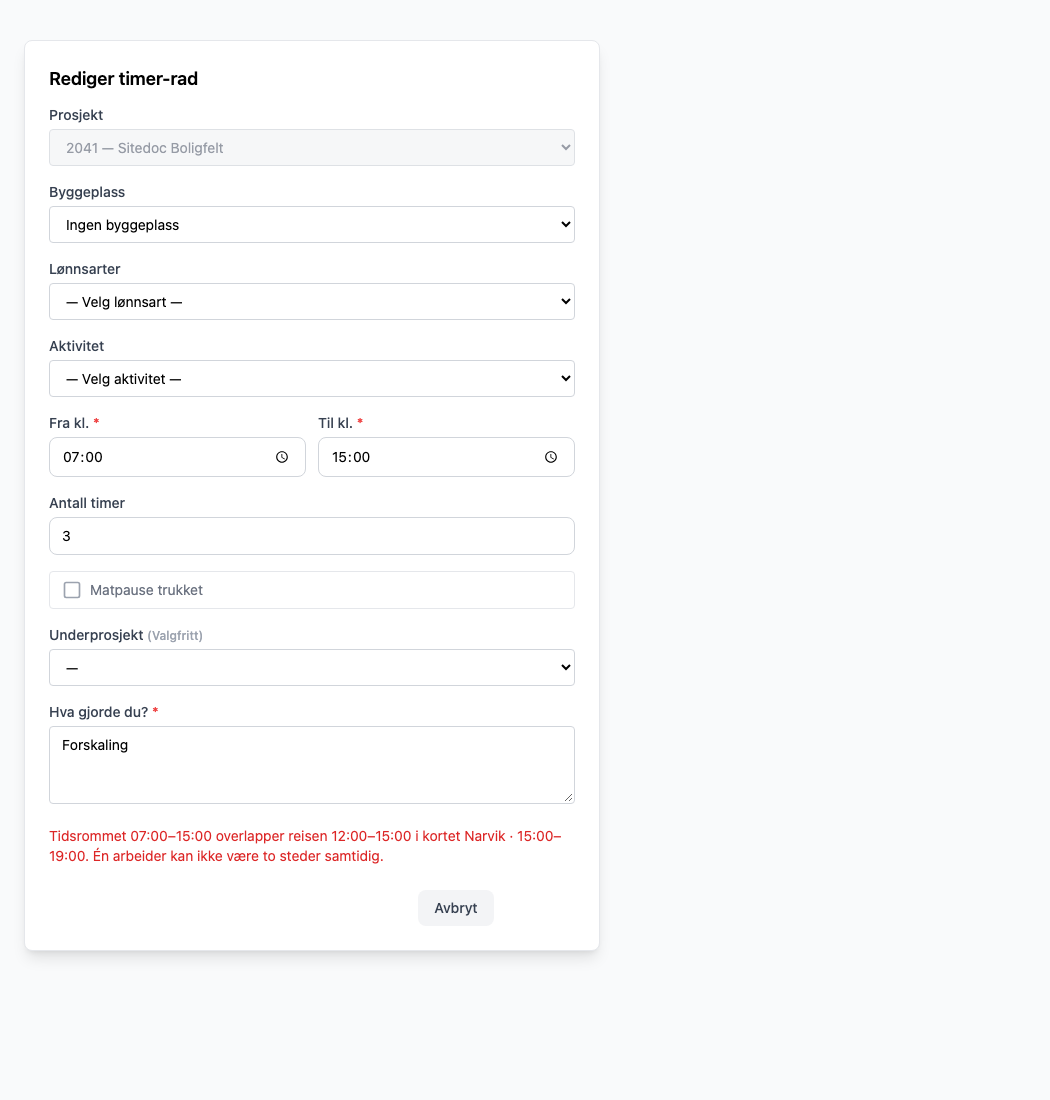 Rediger timer-rad
Prosjekt
2041 — Sitedoc Boligfelt
Byggeplass
Ingen byggeplass
Lønnsarter
— Velg lønnsart —
Aktivitet
— Velg aktivitet —
Fra kl. * Til kl. *
07:00 15:00
Antall timer
3
Matpause trukket
Underprosjekt (Valgfritt)
—
Hva gjorde du? *
Forskaling
Tidsrommet 07:00–15:00 overlapper reisen 12:00–15:00 i kortet Narvik · 15:00–
19:00. Én arbeider kan ikke være to steder samtidig.
Avbryt